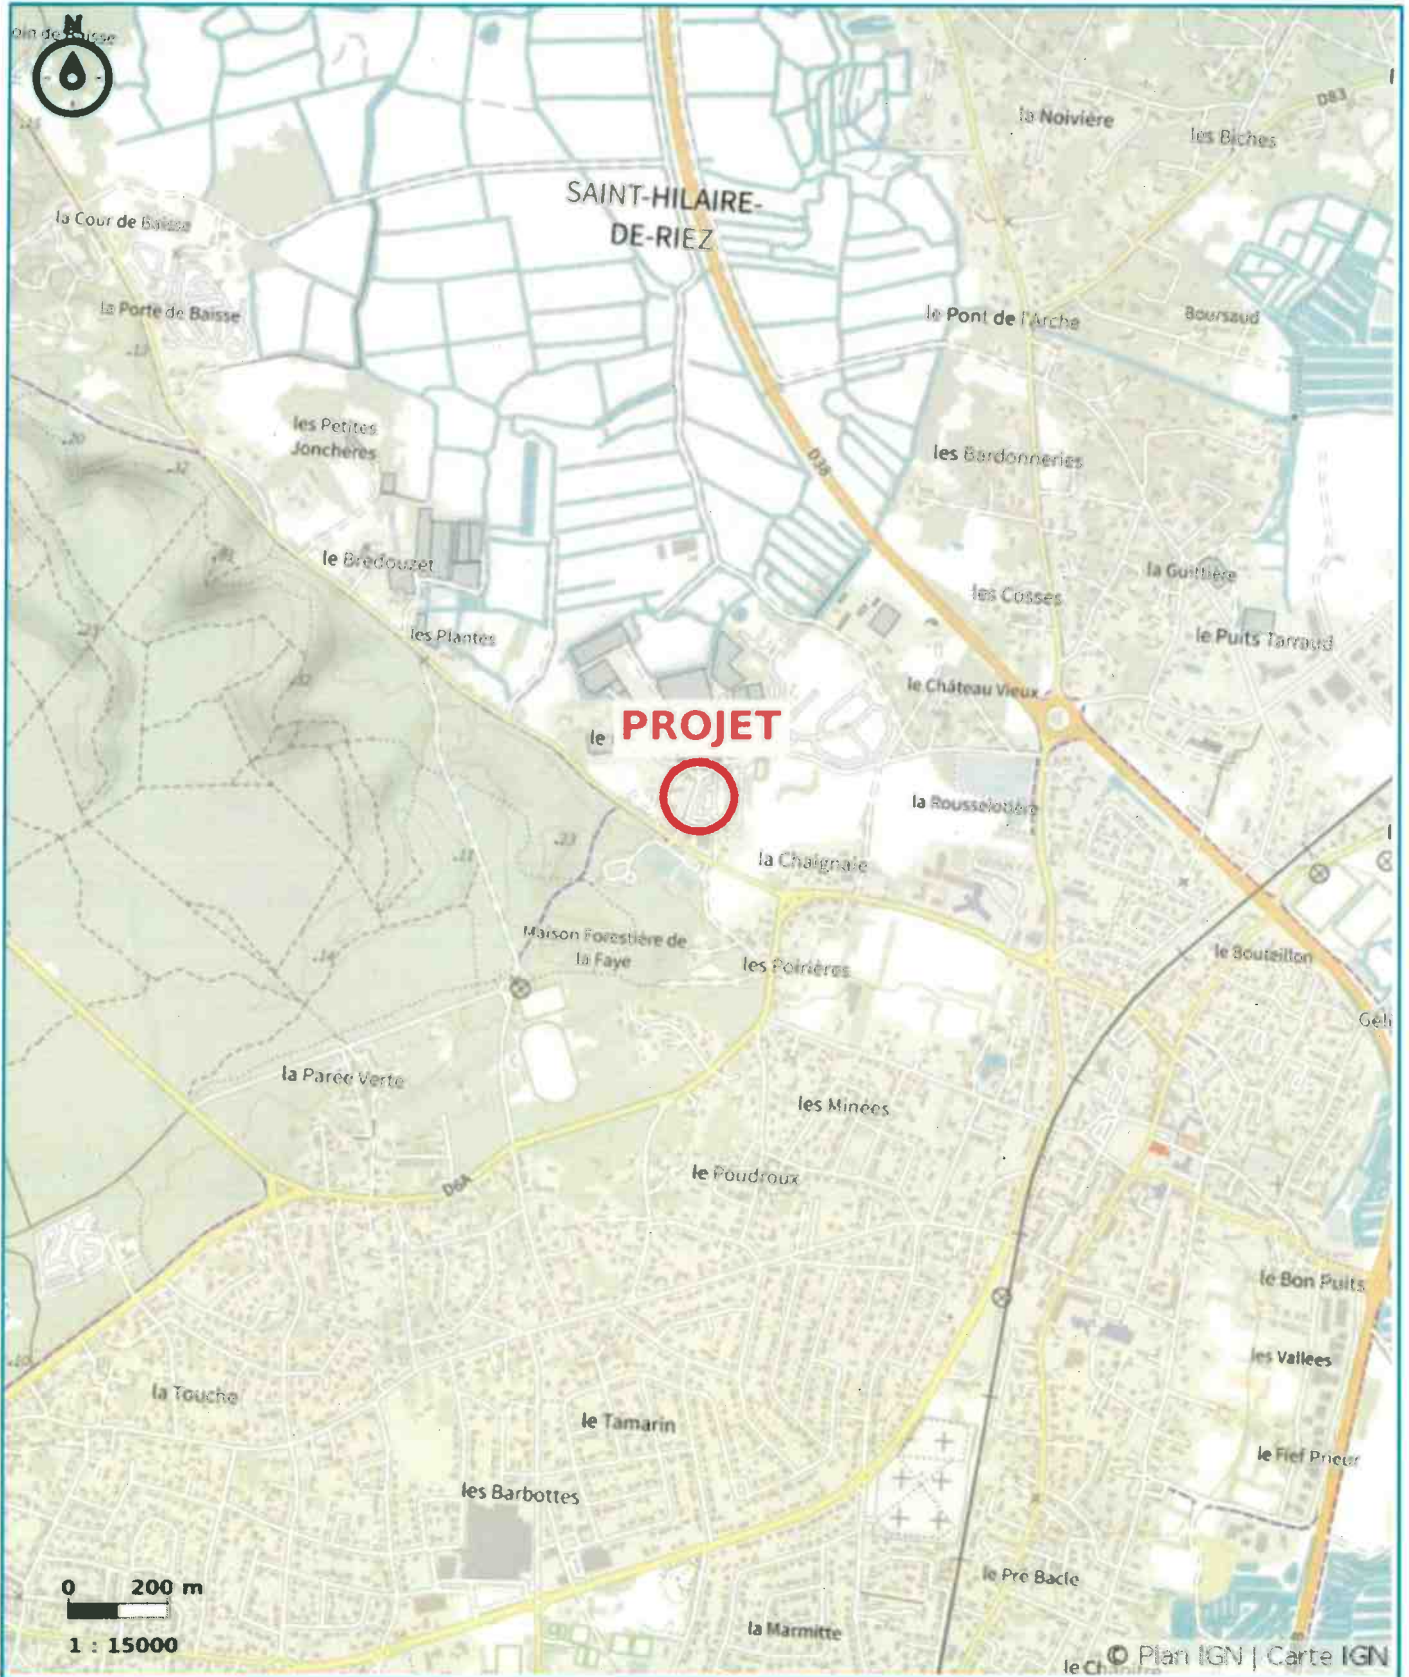 N
la Noivière
D83
les Biches
SAINT-HILAIRE-
DE-RIEZ
la Cour de Baisse
la Porte de Baisse
le Pont de l'Arche
Boursaud
les Petites
Jonchères
les Bardonneries
D38
le Bredouzet
la Guittière
les Cosses
les Plantes
le Puits Tarraud
le Château Vieux
le
PROJET
la Rousselotière
la Chaignaie
Maison Forestière de
la Faye
les Poirières
le Bouteillon
la Parée Verte
les Minées
le Poudroux
D6A
le Bon Puits
les Vallees
la Touche
le Tamarin
le Fief Prieur
les Barbottes
le Pré Bacle
0 200 m
1 : 15000
la Marmitte
© Plan IGN | Carte IGN